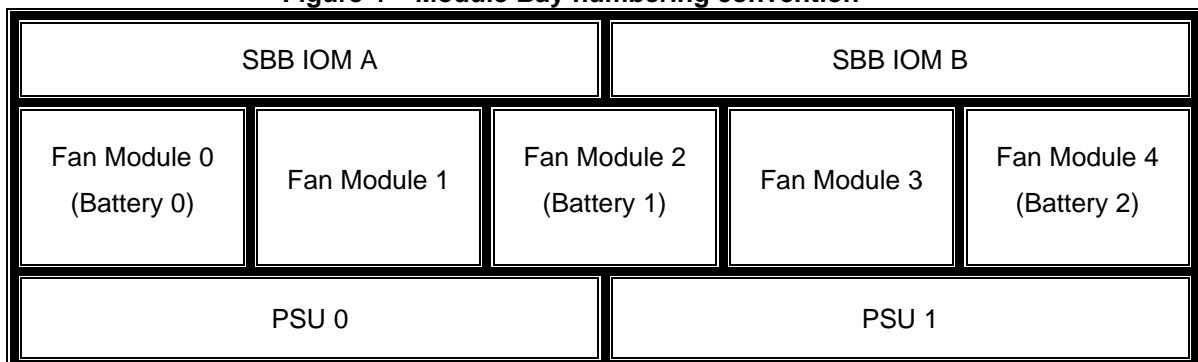 Figure 1 – Module Bay numbering convention
SBB IOM A
SBB IOM B
Fan Module 0
(Battery 0)
Fan Module 1
Fan Module 2
(Battery 1)
Fan Module 3
Fan Module 4
(Battery 2)
PSU 0
PSU 1